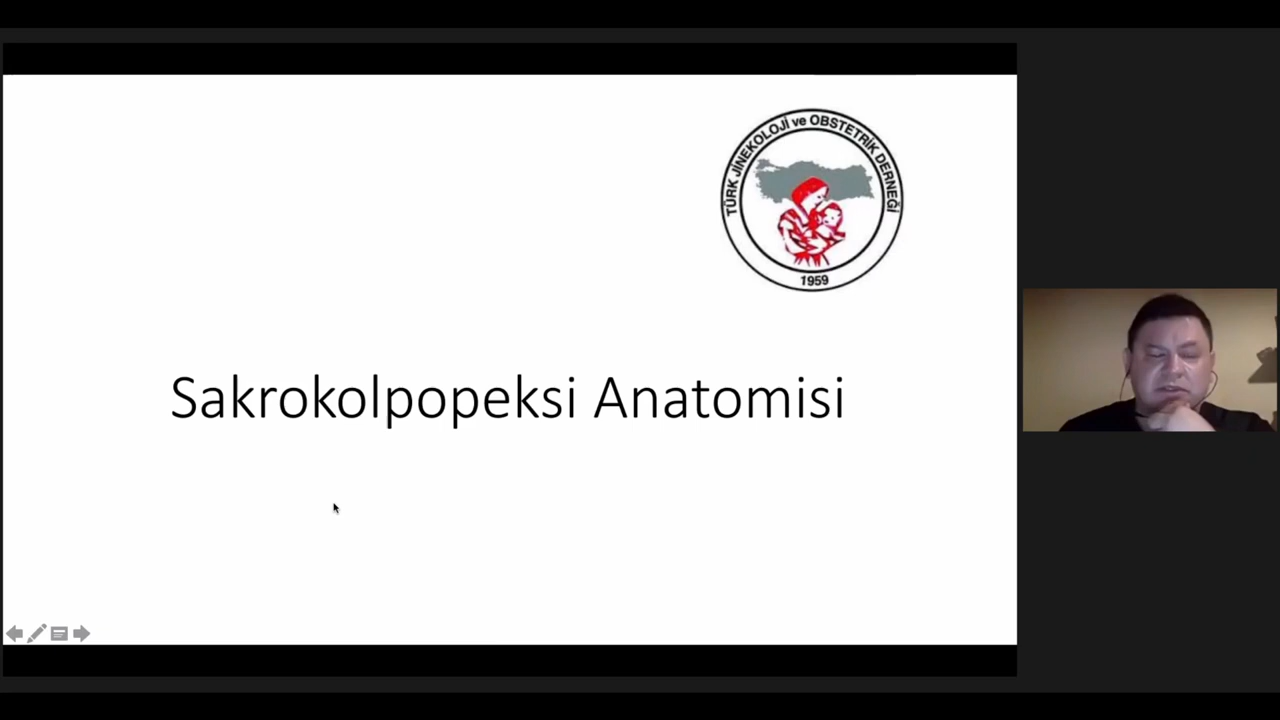 TÜRK JİNEKOLOJİ ve OBSTETRİK DERNEĞİ
1959
Sakrokolpopeksi Anatomisi